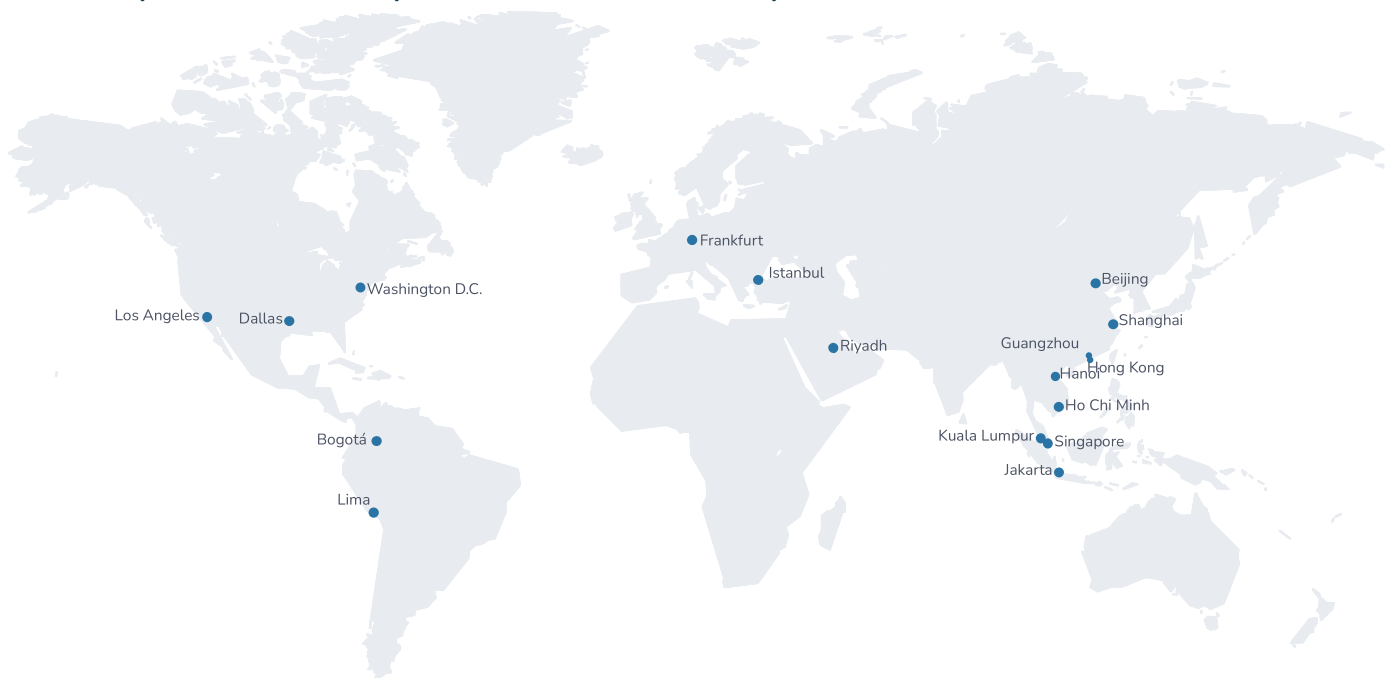 Frankfurt
Istanbul
Beijing
Washington D.C.
Los Angeles
Dallas
Shanghai
Guangzhou
Riyadh
Hong Kong
Hanoi
Ho Chi Minh
Kuala Lumpur
Bogotá
Singapore
Jakarta
Lima